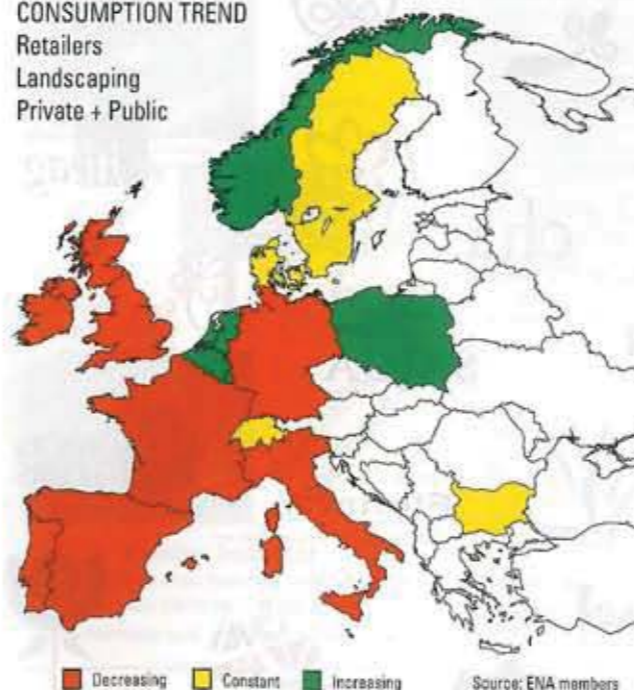 CONSUMPTION TREND
Retailers
Landscaping
Private + Public
Decreasing Constant Increasing Source: ENA members